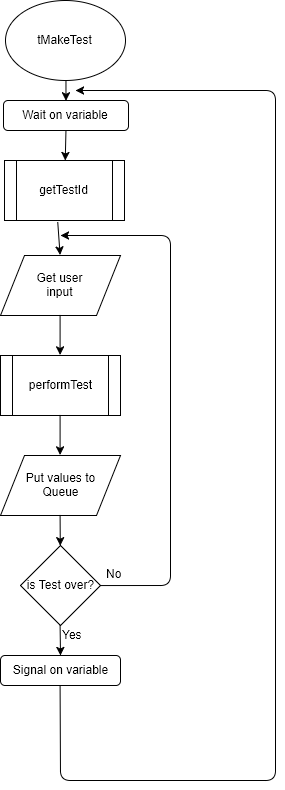 tMakeTest
Wait on variable
getTestId
Get user
input
performTest
Put values to
Queue
is Test over?
No
Yes
Signal on variable